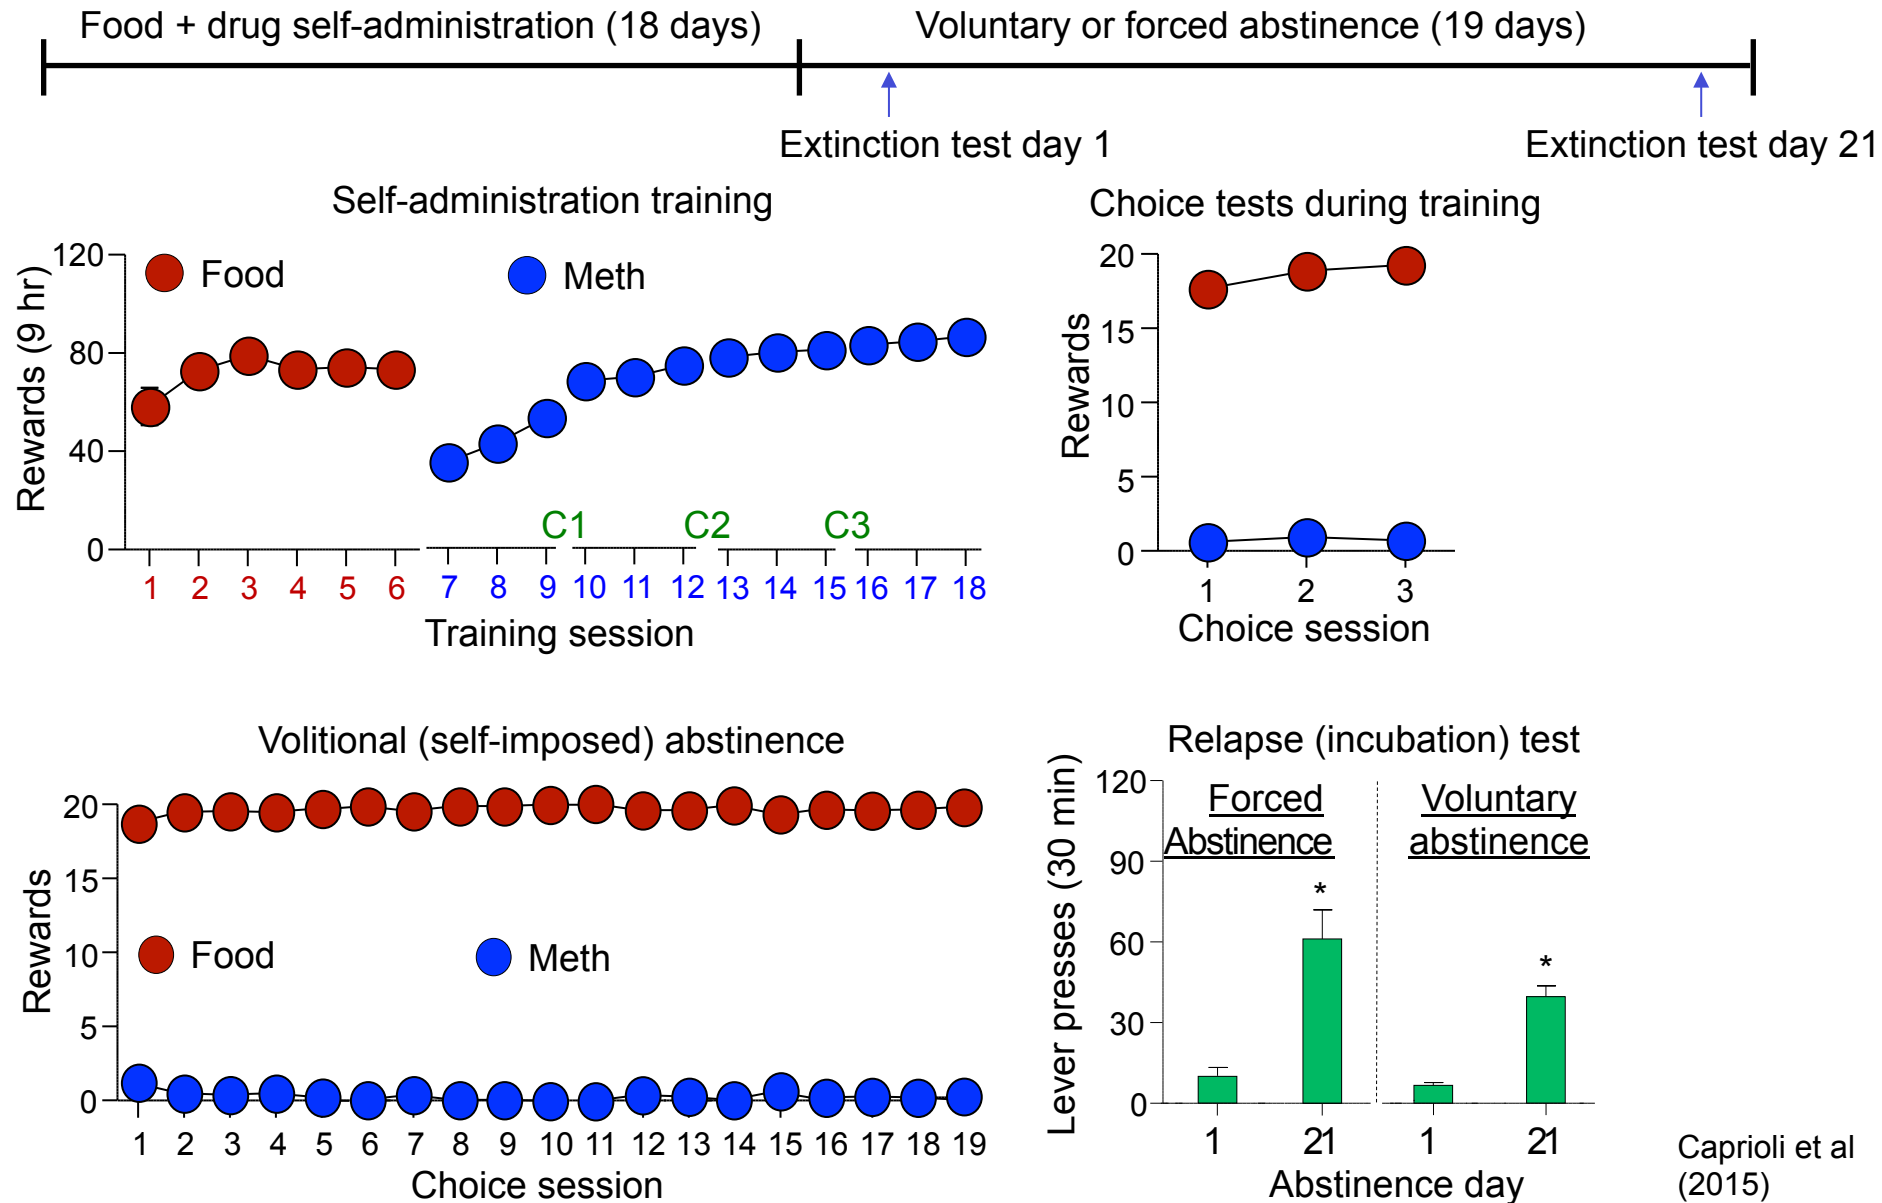 Food + drug self-administration (18 days)
Voluntary or forced abstinence (19 days)
Extinction test day 1
Extinction test day 21
Self-administration training
Rewards (9 hr)
120
80
40
0
Food
Meth
C1
C2
C3
1 2 3 4 5 6 7 8 9 10 11 12 13 14 15 16 17 18
Training session
Choice tests during training
Rewards
20
15
10
5
0
1 2 3
Choice session
Volitional (self-imposed) abstinence
Rewards
20
15
10
5
0
Food
Meth
1 2 3 4 5 6 7 8 9 10 11 12 13 14 15 16 17 18 19
Choice session
Relapse (incubation) test
Lever presses (30 min)
120
90
60
30
0
Forced
Abstinence
Voluntary
abstinence
*
*
1 21 1 21
Abstinence day
Caprioli et al
(2015)